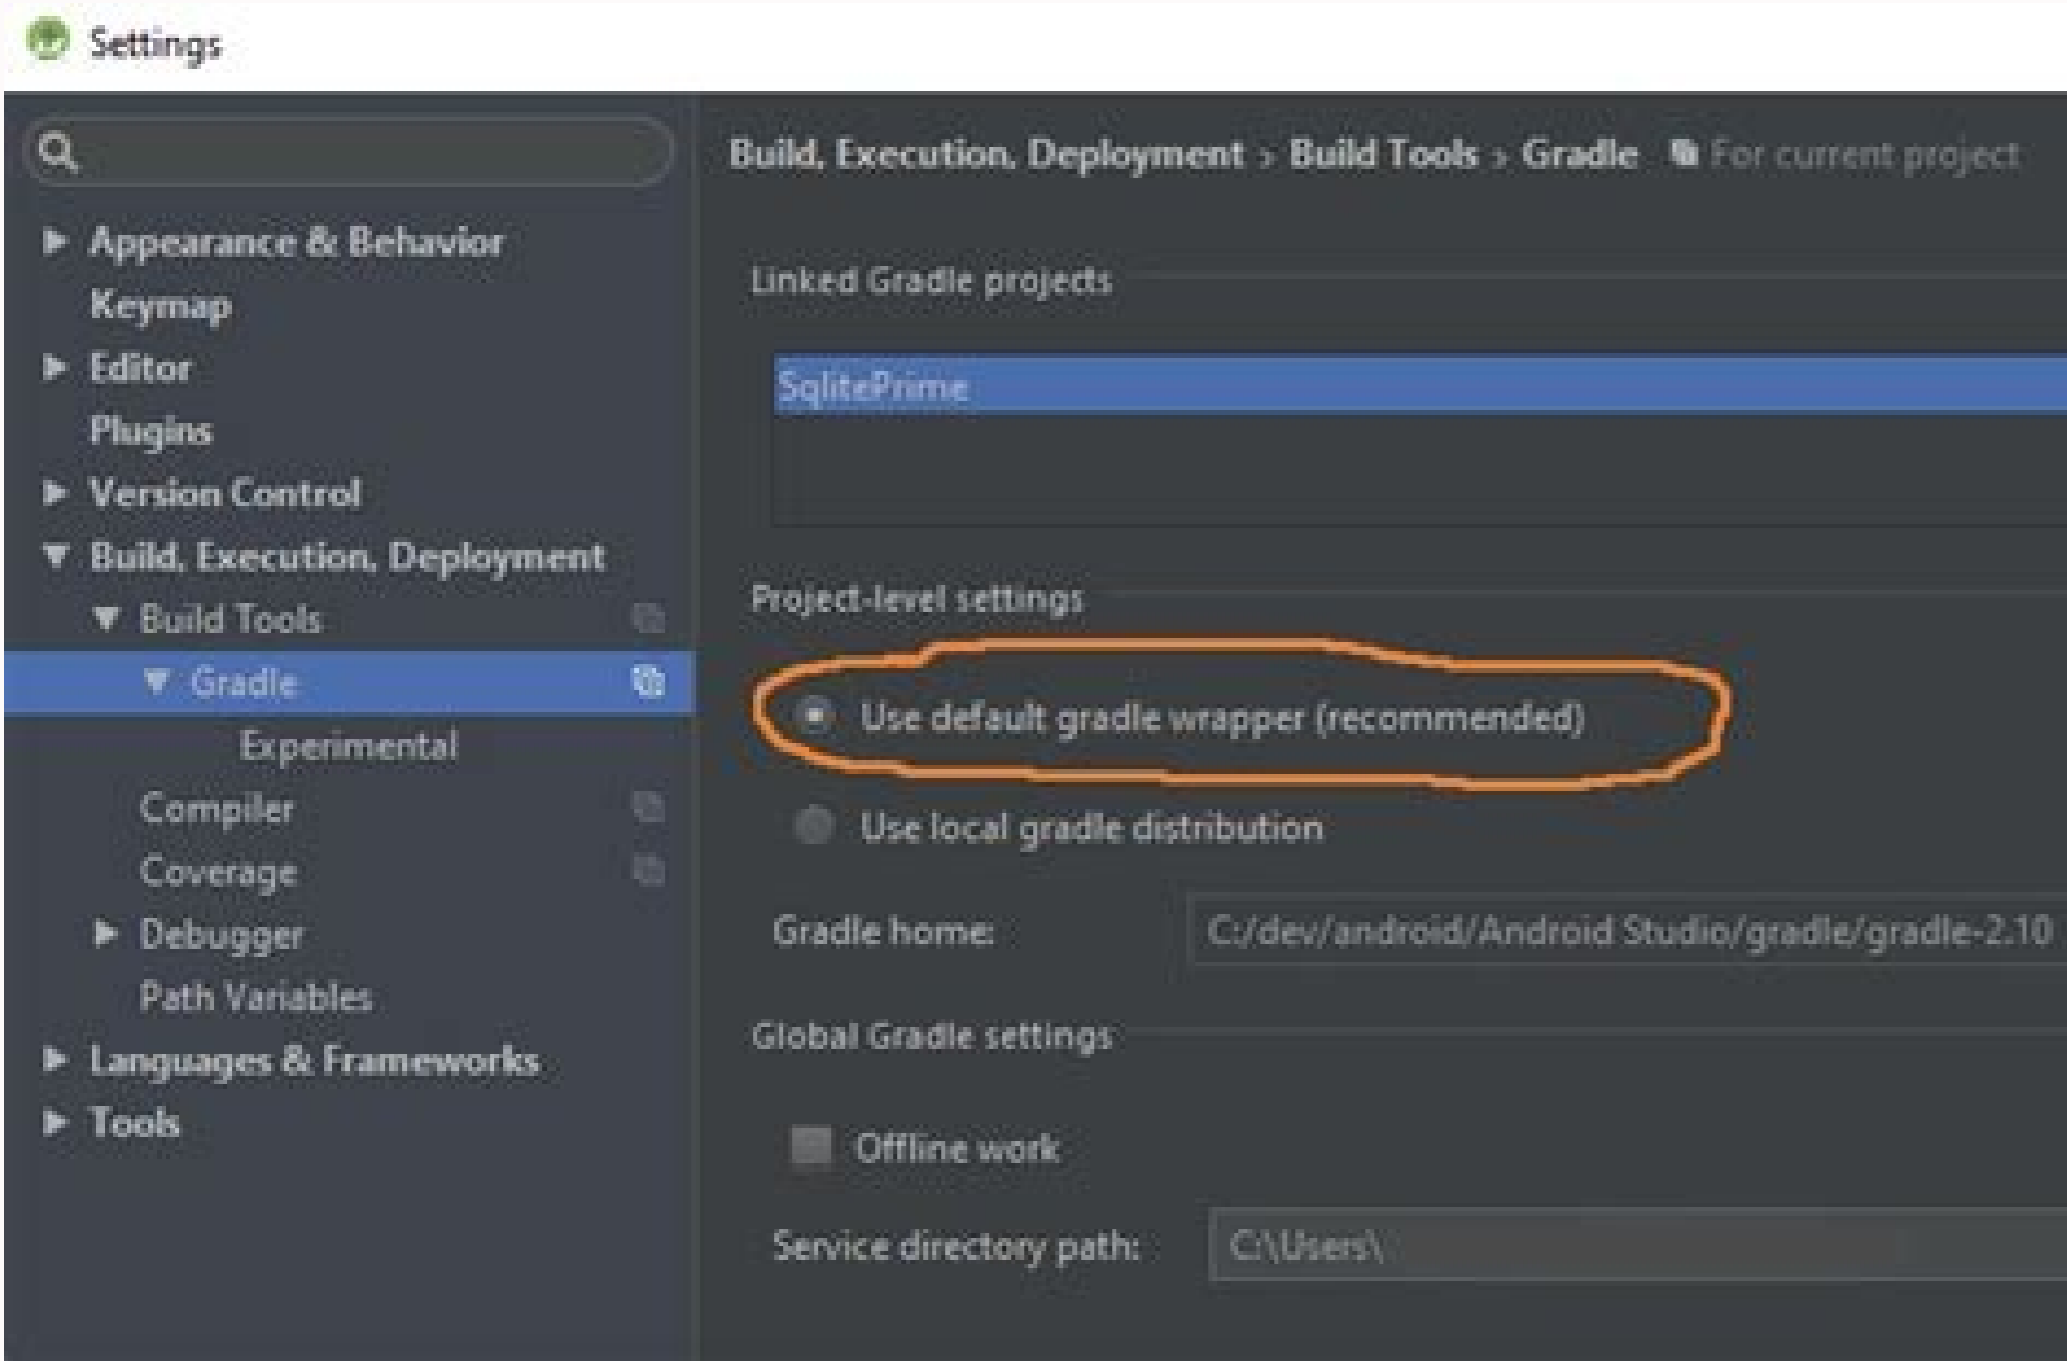 Settings
Build, Execution, Deployment › Build Tools › Gradle For current project
Appearance & Behavior
Keymap
Editor
Plugins
Version Control
Build, Execution, Deployment
Build Tools
Gradle
Experimental
Compiler
Coverage
Debugger
Path Variables
Languages & Frameworks
Tools
Linked Gradle projects
SqlitePrime
Project-level settings
Use default gradle wrapper (recommended)
Use local gradle distribution
Gradle home: C:/dev/android/Android Studio/gradle/gradle-2.10
Global Gradle settings
Offline work
Service directory path: C:\Users\